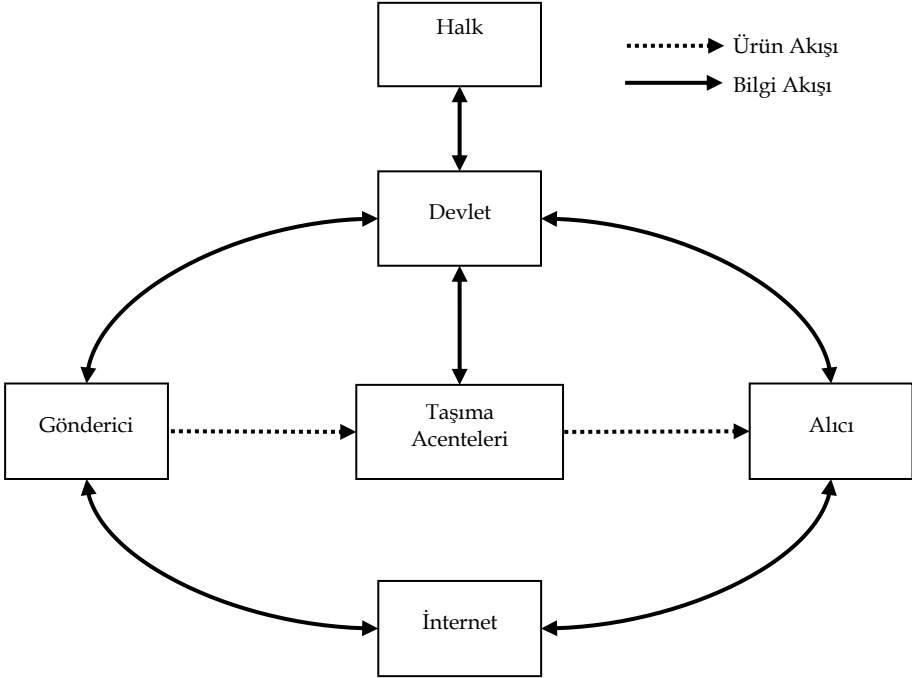 Halk
Ürün Akışı
Bilgi Akışı
Devlet
Gönderici
Taşıma
Acenteleri
Alıcı
İnternet